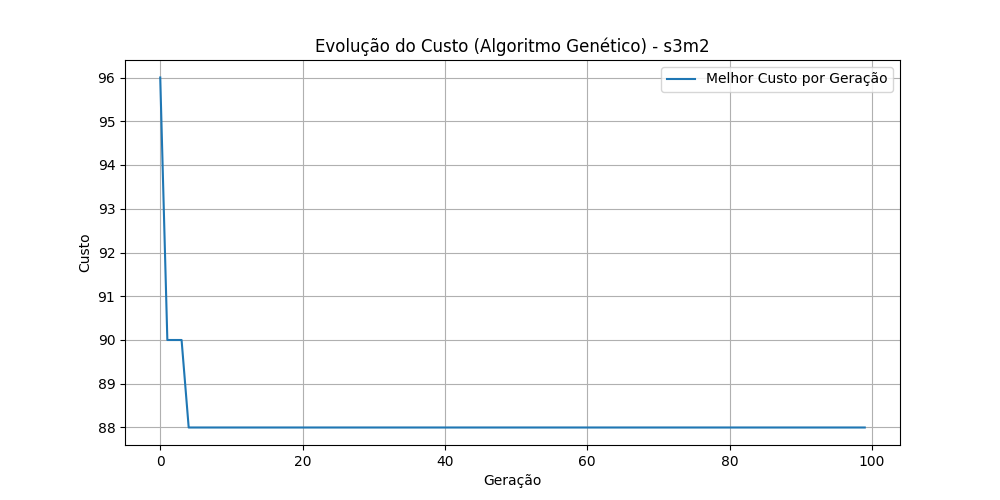 Evolução do Custo (Algoritmo Genético) - s3m2
Melhor Custo por Geração
96
95
94
93
92
91
90
89
88
Custo
0 20 40 60 80 100
Geração